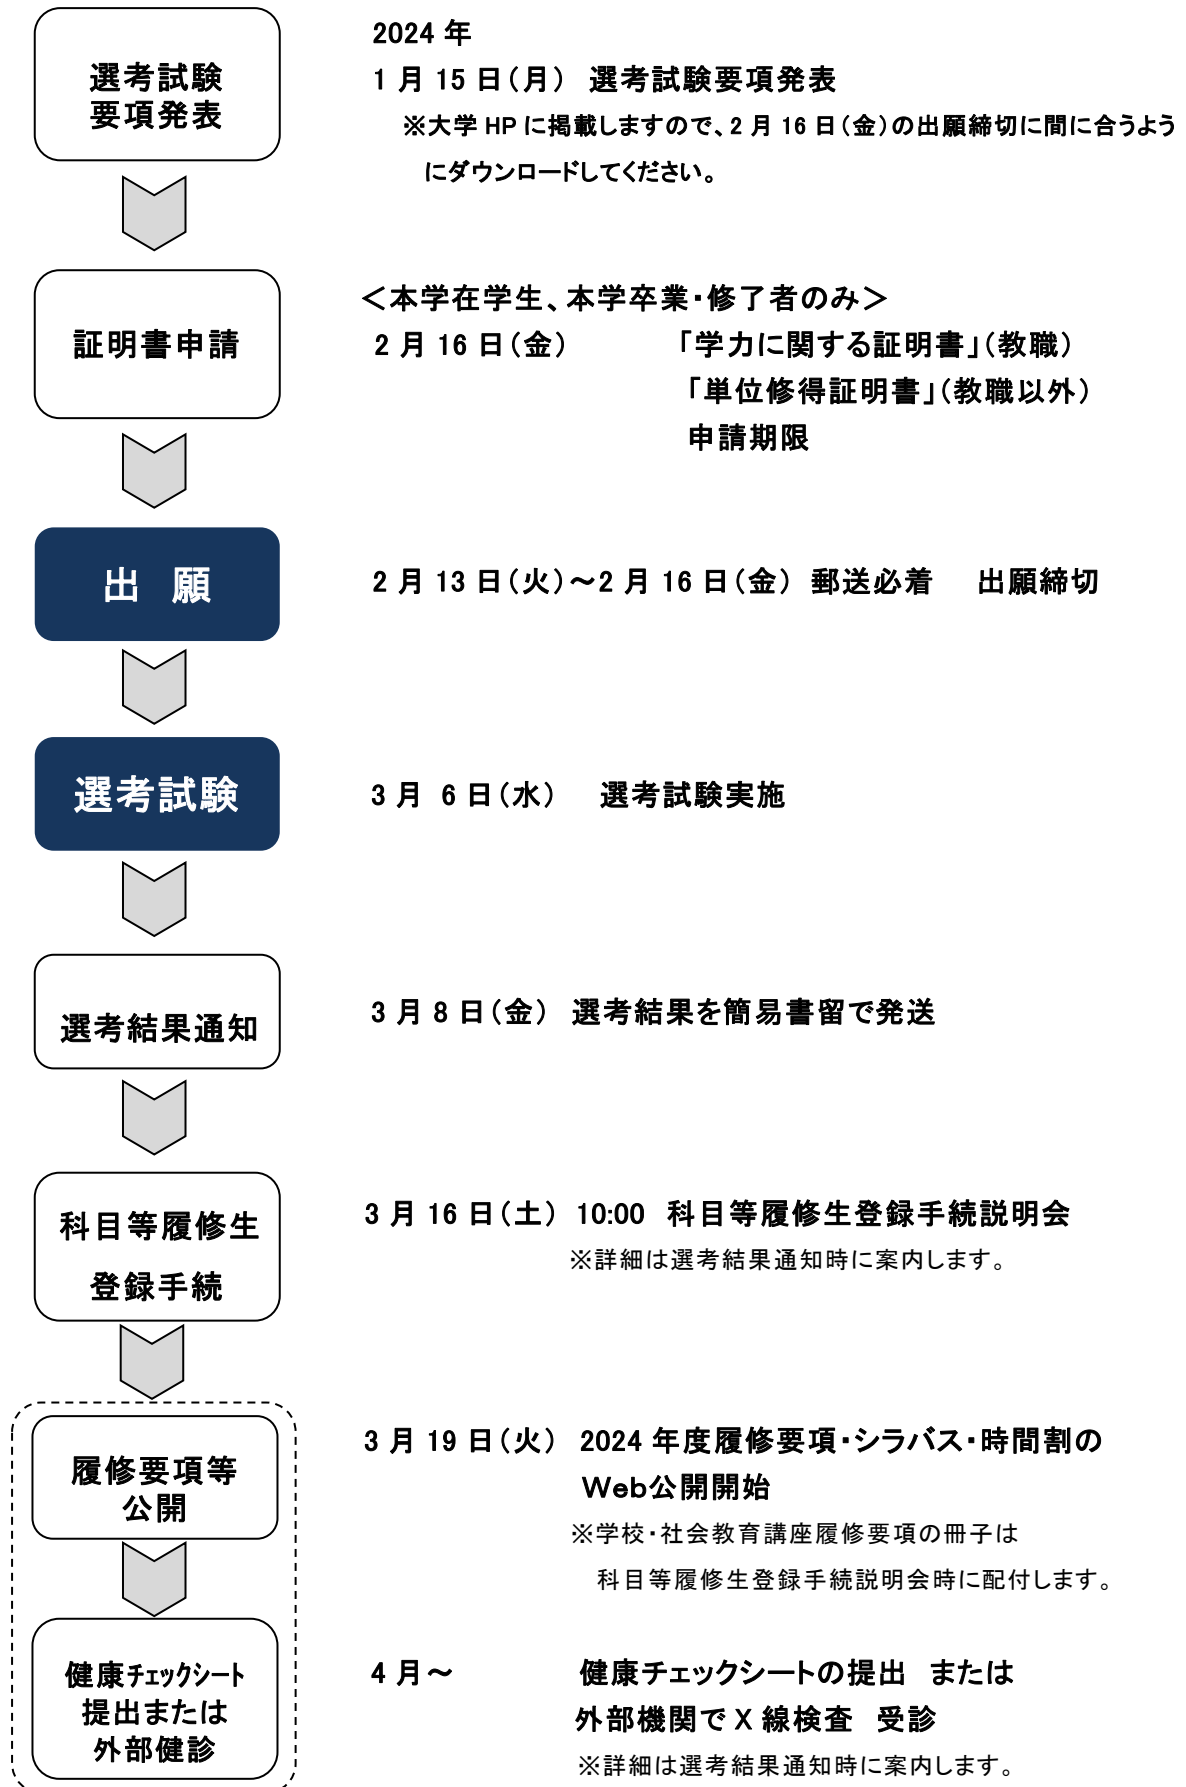 選考試験
要項発表
2024 年
1 月 15 日（月） 選考試験要項発表
※大学 HP に掲載しますので、2 月 16 日（金）の出願締切に間に合うよう
にダウンロードしてください。
証明書申請
＜本学在学生、本学卒業・修了者のみ＞
2 月 16 日（金） 「学力に関する証明書」（教職）
「単位修得証明書」（教職以外）
申請期限
出 願
2 月 13 日（火）～2 月 16 日（金） 郵送必着 出願締切
選考試験
3 月 6 日（水） 選考試験実施
選考結果通知
3 月 8 日（金） 選考結果を簡易書留で発送
科目等履修生
登録手続
3 月 16 日（土） 10:00 科目等履修生登録手続説明会
※詳細は選考結果通知時に案内します。
履修要項等
公開
3 月 19 日（火） 2024 年度履修要項・シラバス・時間割の
Ｗeb公開開始
※学校・社会教育講座履修要項の冊子は
科目等履修生登録手続説明会時に配付します。
健康チェックシート
提出または
外部健診
4 月～ 健康チェックシートの提出 または
外部機関で X 線検査 受診
※詳細は選考結果通知時に案内します。